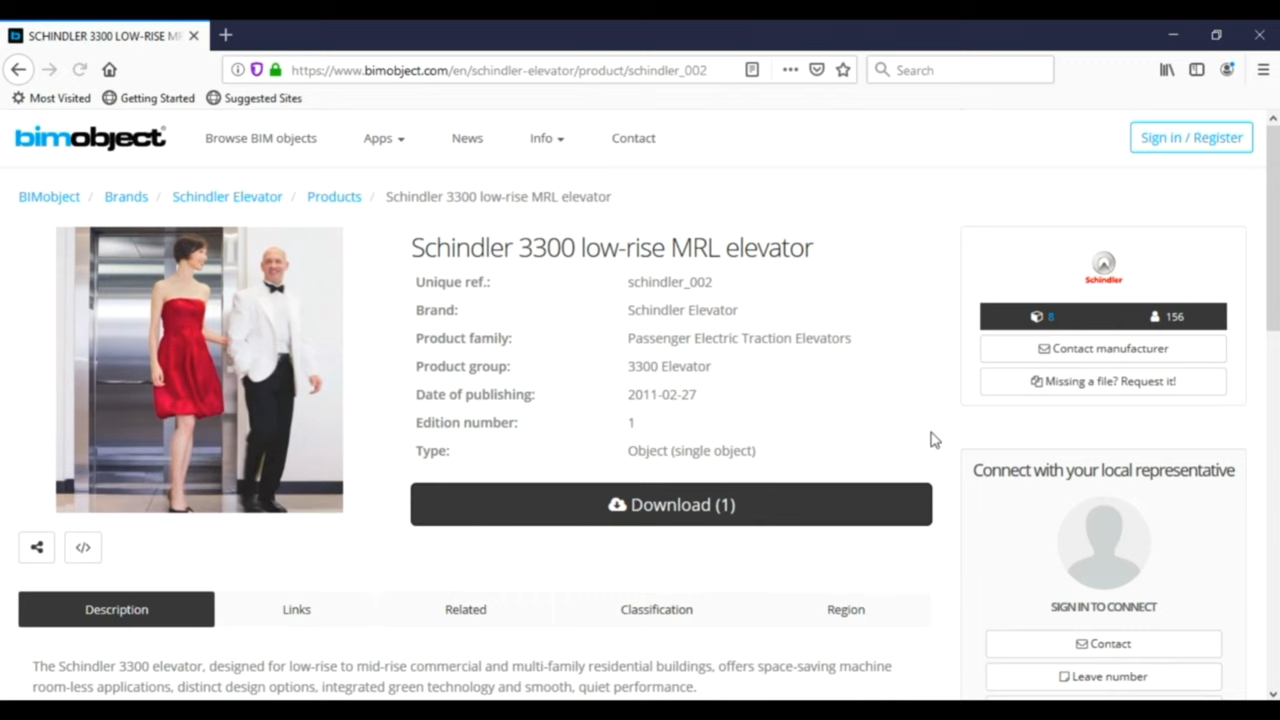 SCHINDLER 3300 LOW-RISE MR
https://www.bimobject.com/en/schindler-elevator/product/schindler_002
Search
Most Visited
Getting Started
Suggested Sites
bimobject®
Browse BIM objects
Apps
News
Info
Contact
Sign in / Register
BIMobject / Brands / Schindler Elevator / Products / Schindler 3300 low-rise MRL elevator
Schindler 3300 low-rise MRL elevator
Unique ref.: schindler_002
Brand: Schindler Elevator
Product family: Passenger Electric Traction Elevators
Product group: 3300 Elevator
Date of publishing: 2011-02-27
Edition number: 1
Type: Object (single object)
Download (1)
Schindler
8 156
Contact manufacturer
Missing a file? Request it!
Connect with your local representative
SIGN IN TO CONNECT
Contact
Leave number
Description
Links
Related
Classification
Region
The Schindler 3300 elevator, designed for low-rise to mid-rise commercial and multi-family residential buildings, offers space-saving machine
room-less applications, distinct design options, integrated green technology and smooth, quiet performance.